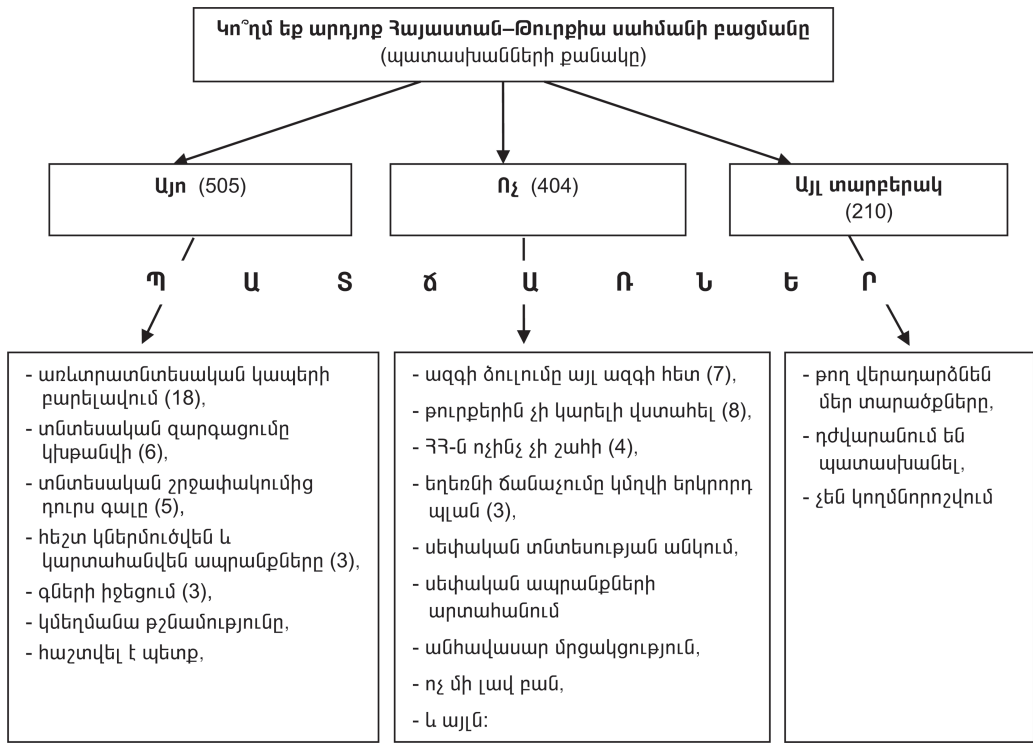 Կո՞ղմ եք արդյոք Հայաստան–Թուրքիա սահմանի բացմանը
(պատասխանների քանակը)
Այո (505)
Ոչ (404)
Այլ տարբերակ
(210)
Պ Ա Տ ճ Ա Ռ Ն Ե Ր
- առևտրատնտեսական կապերի
բարելավում (18),
- տնտեսական զարգացումը
կխթանվի (6),
- տնտեսական շրջափակումից
դուրս գալը (5),
- հեշտ կներմուծվեն և
կարտահանվեն ապրանքները (3),
- գների իջեցում (3),
- կմեղմանա թշնամությունը,
- հաշտվել է պետք,
- ազգի ձուլումը այլ ազգի հետ (7),
- թուրքերին չի կարելի վստահել (8),
- ՀՀ-ն ոչինչ չի շահի (4),
- եղեռնի ճանաչումը կմղվի երկրորդ
պլան (3),
- սեփական տնտեսության անկում,
- սեփական ապրանքների
արտահանում
- անհավասար մրցակցություն,
- ոչ մի լավ բան,
- և այլն:
- թող վերադարձնեն
մեր տարածքները,
- դժվարանում են
պատասխանել,
- չեն կողմնորոշվում